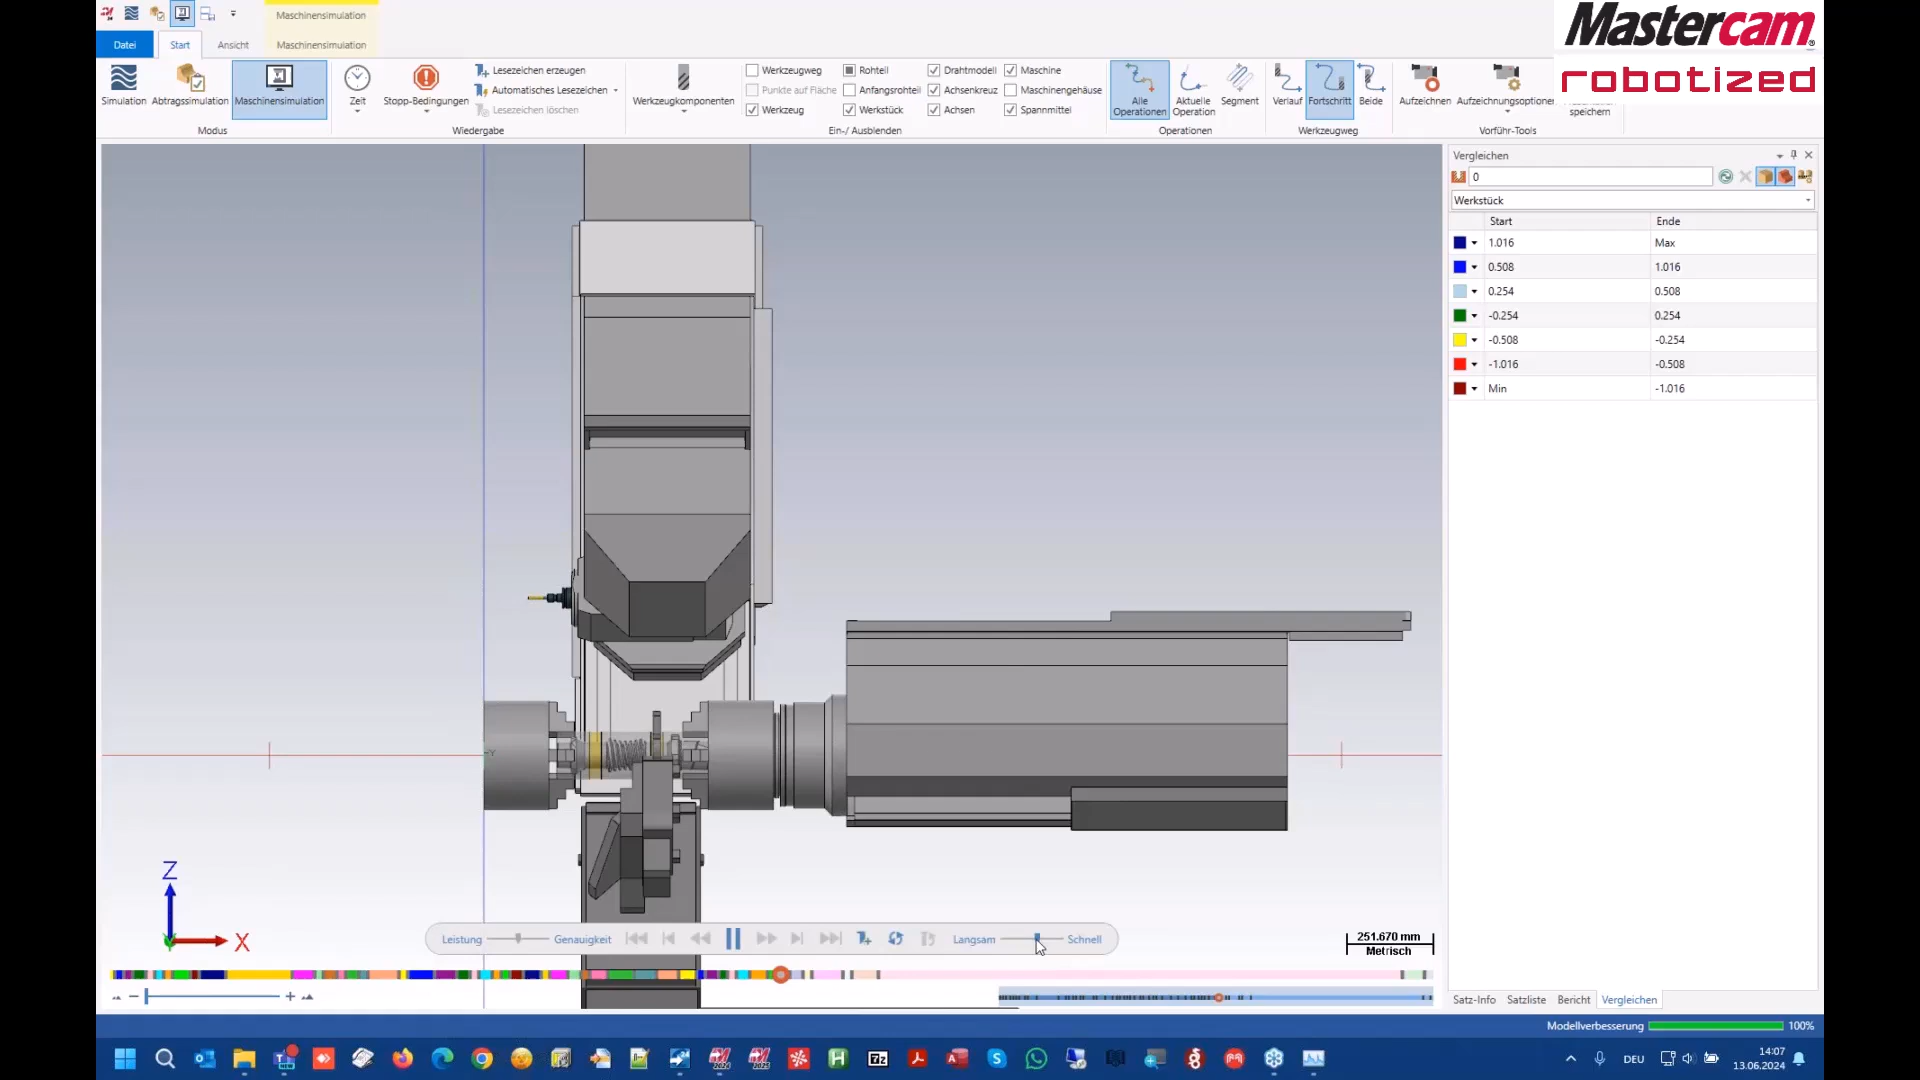 Maschinensimulation
Mastercam
robotized
Datei
Start
Ansicht
Maschinensimulation
Simulation
Abtragssimulation
Maschinensimulation
Modus
Zeit
Stopp-Bedingungen
Lesezeichen erzeugen
Automatisches Lesezeichen
Lesezeichen löschen
Wiedergabe
Werkzeugkomponenten
Werkzeugweg
Punkte auf Fläche
Werkzeug
Rohteil
Anfangsrohteil
Werkstück
Drahtmodell
Achsenkreuz
Achsen
Maschine
Maschinengehäuse
Spannmittel
Ein-/ Ausblenden
Alle Operationen
Aktuelle Operation
Segment
Operationen
Verlauf
Fortschritt
Beide
Werkzeugweg
Aufzeichnen
Aufzeichnungsoptionen
speichern
Vorführ-Tools
Vergleichen
0
Werkstück
Start Ende
1.016 Max
0.508 1.016
0.254 0.508
-0.254 0.254
-0.508 -0.254
-1.016 -0.508
Min -1.016
Z
X
Leistung
Genauigkeit
Langsam
Schnell
251.670 mm
Metrisch
Satz-Info
Satzliste
Bericht
Vergleichen
Modellverbesserung
100%
DEU
14:07
13.06.2024